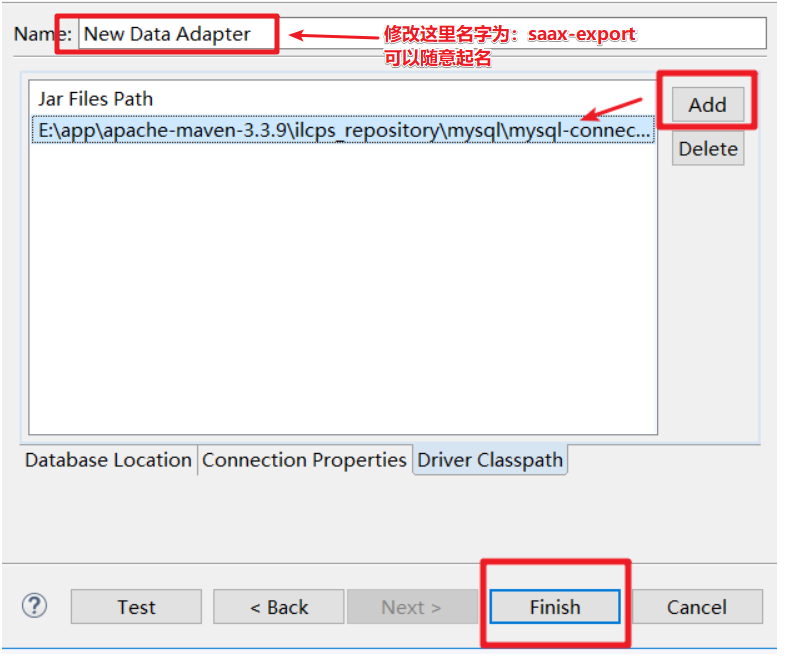 Name: New Data Adapter
修改这里名字为：saax-export
可以随意起名
Jar Files Path
E:\app\apache-maven-3.3.9\ilcps_repository\mysql\mysql-connec...
Add
Delete
Database Location Connection Properties Driver Classpath
? Test < Back Next > Finish Cancel